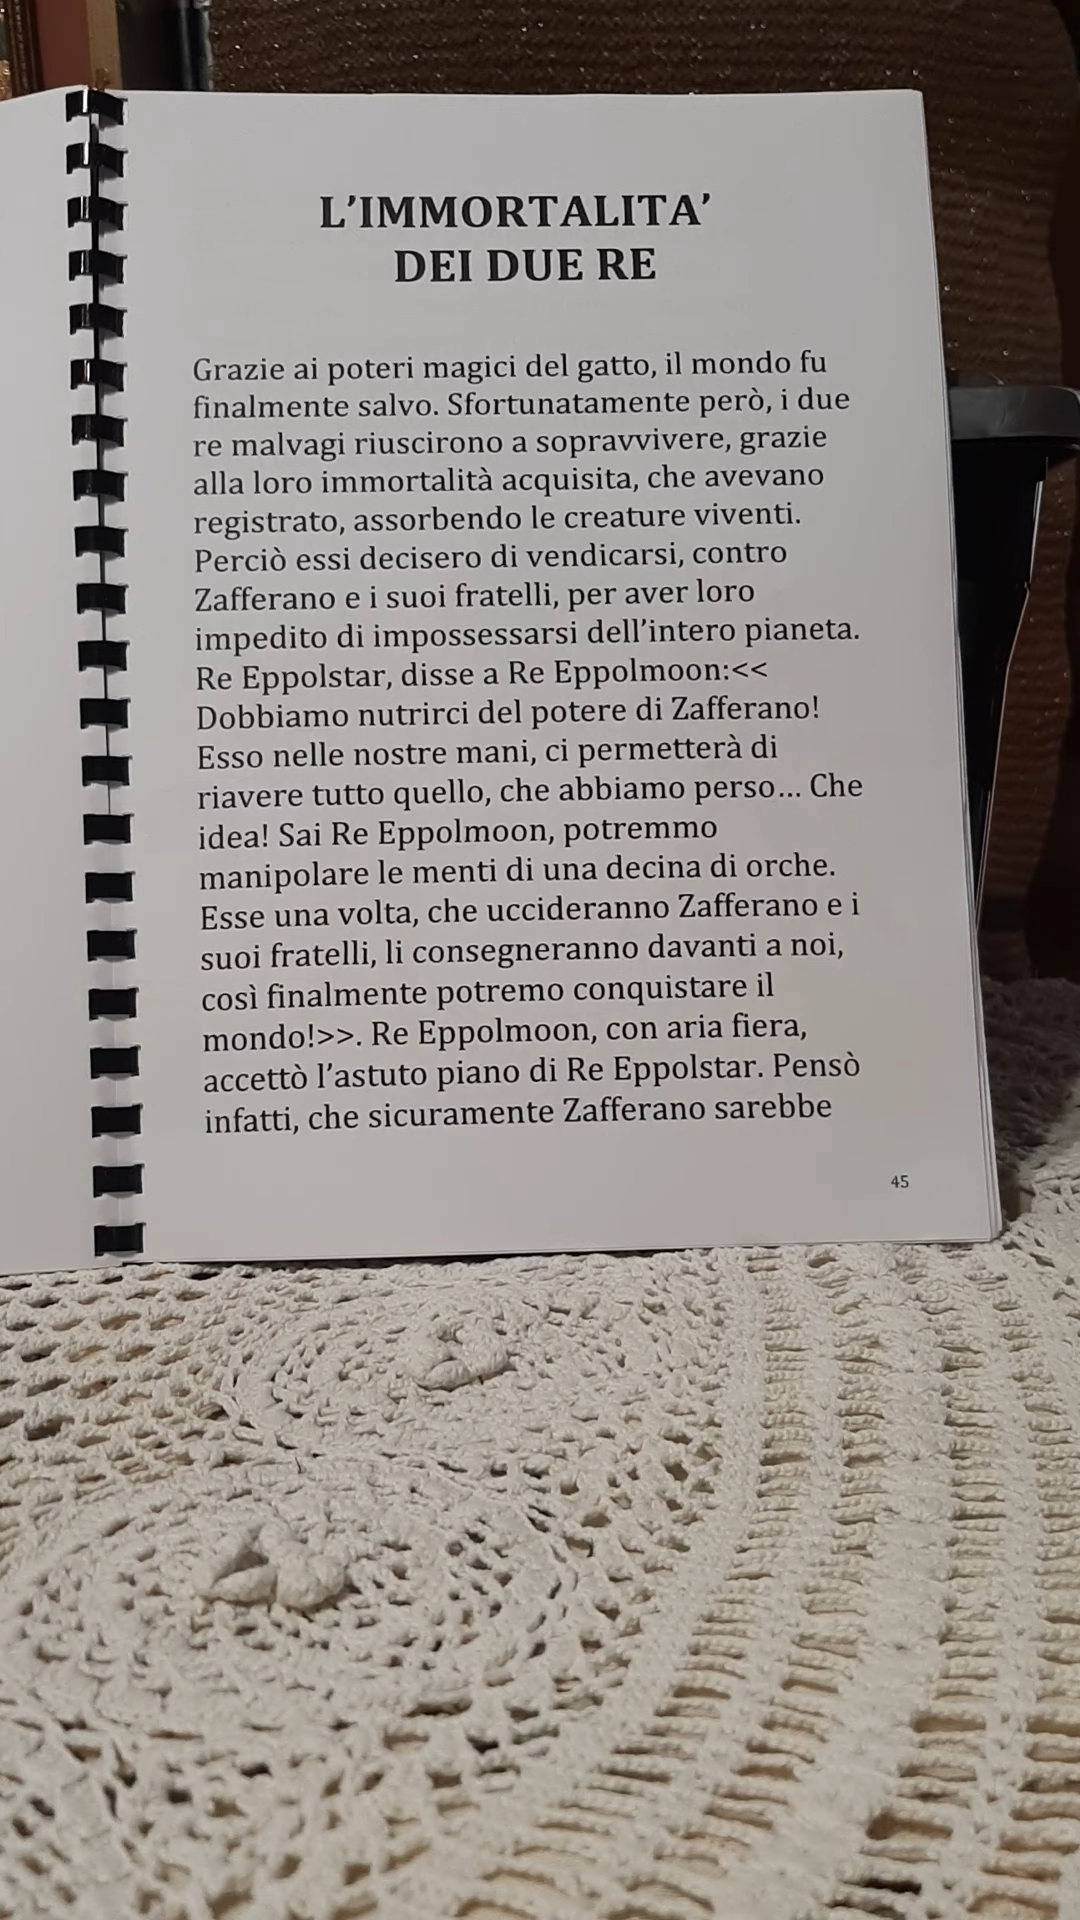 L’IMMORTALITA’
DEI DUE RE
Grazie ai poteri magici del gatto, il mondo fu
finalmente salvo. Sfortunatamente però, i due
re malvagi riuscirono a sopravvivere, grazie
alla loro immortalità acquisita, che avevano
registrato, assorbendo le creature viventi.
Perciò essi decisero di vendicarsi, contro
Zafferano e i suoi fratelli, per aver loro
impedito di impossessarsi dell’intero pianeta.
Re Eppolstar, disse a Re Eppolmoon:<<
Dobbiamo nutrirci del potere di Zafferano!
Esso nelle nostre mani, ci permetterà di
riavere tutto quello, che abbiamo perso... Che
idea! Sai Re Eppolmoon, potremmo
manipolare le menti di una decina di orche.
Esse una volta, che uccideranno Zafferano e i
suoi fratelli, li consegneranno davanti a noi,
così finalmente potremo conquistare il
mondo!>>. Re Eppolmoon, con aria fiera,
accettò l’astuto piano di Re Eppolstar. Pensò
infatti, che sicuramente Zafferano sarebbe
45